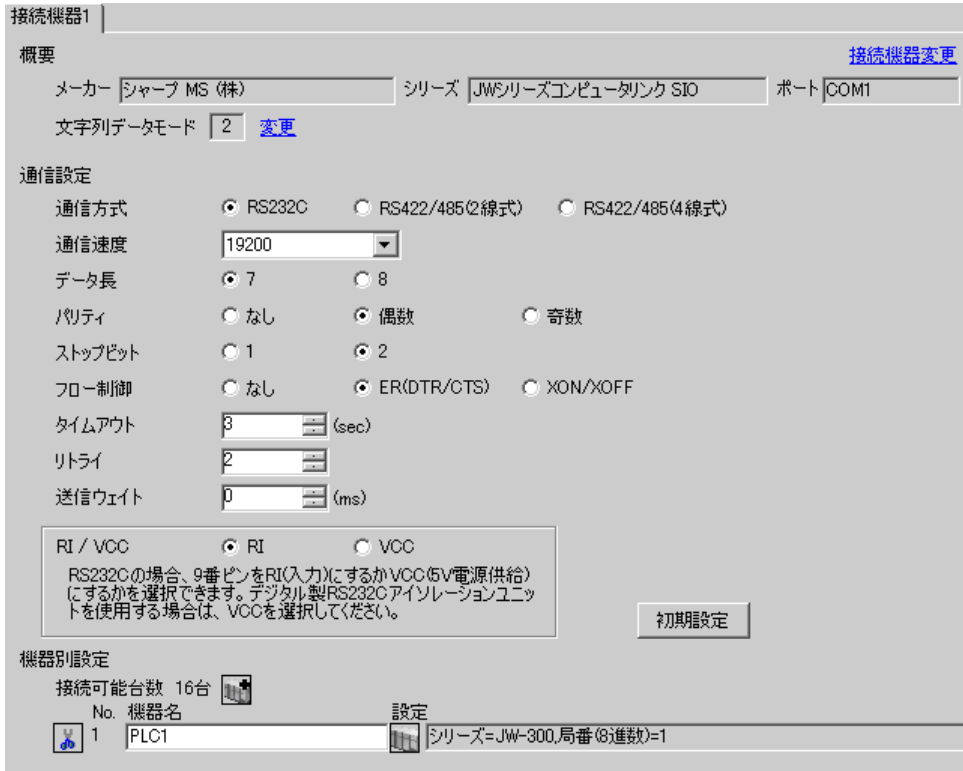 接続機器1
概要 接続機器変更
メーカー シャープ MS (株) シリーズ JWシリーズコンピュータリンク SIO ポート COM1
文字列データモード 2 変更
通信設定
通信方式 RS232C RS422/485(2線式) RS422/485(4線式)
通信速度 19200
データ長 7 8
パリティ なし 偶数 奇数
ストップビット 1 2
フロー制御 なし ER(DTR/CTS) XON/XOFF
タイムアウト 3 (sec)
リトライ 2
送信ウェイト 0 (ms)
RI / VCC RI VCC
RS232Cの場合、9番ピンをRI(入力)にするかVCC(5V電源供給)
にするかを選択できます。デジタル製RS232Cアイソレーションユニッ
トを使用する場合は、VCCを選択してください。
初期設定
機器別設定
接続可能台数 16台
No. 機器名 設定
1 PLC1 シリーズ=JW-300,局番(8進数)=1